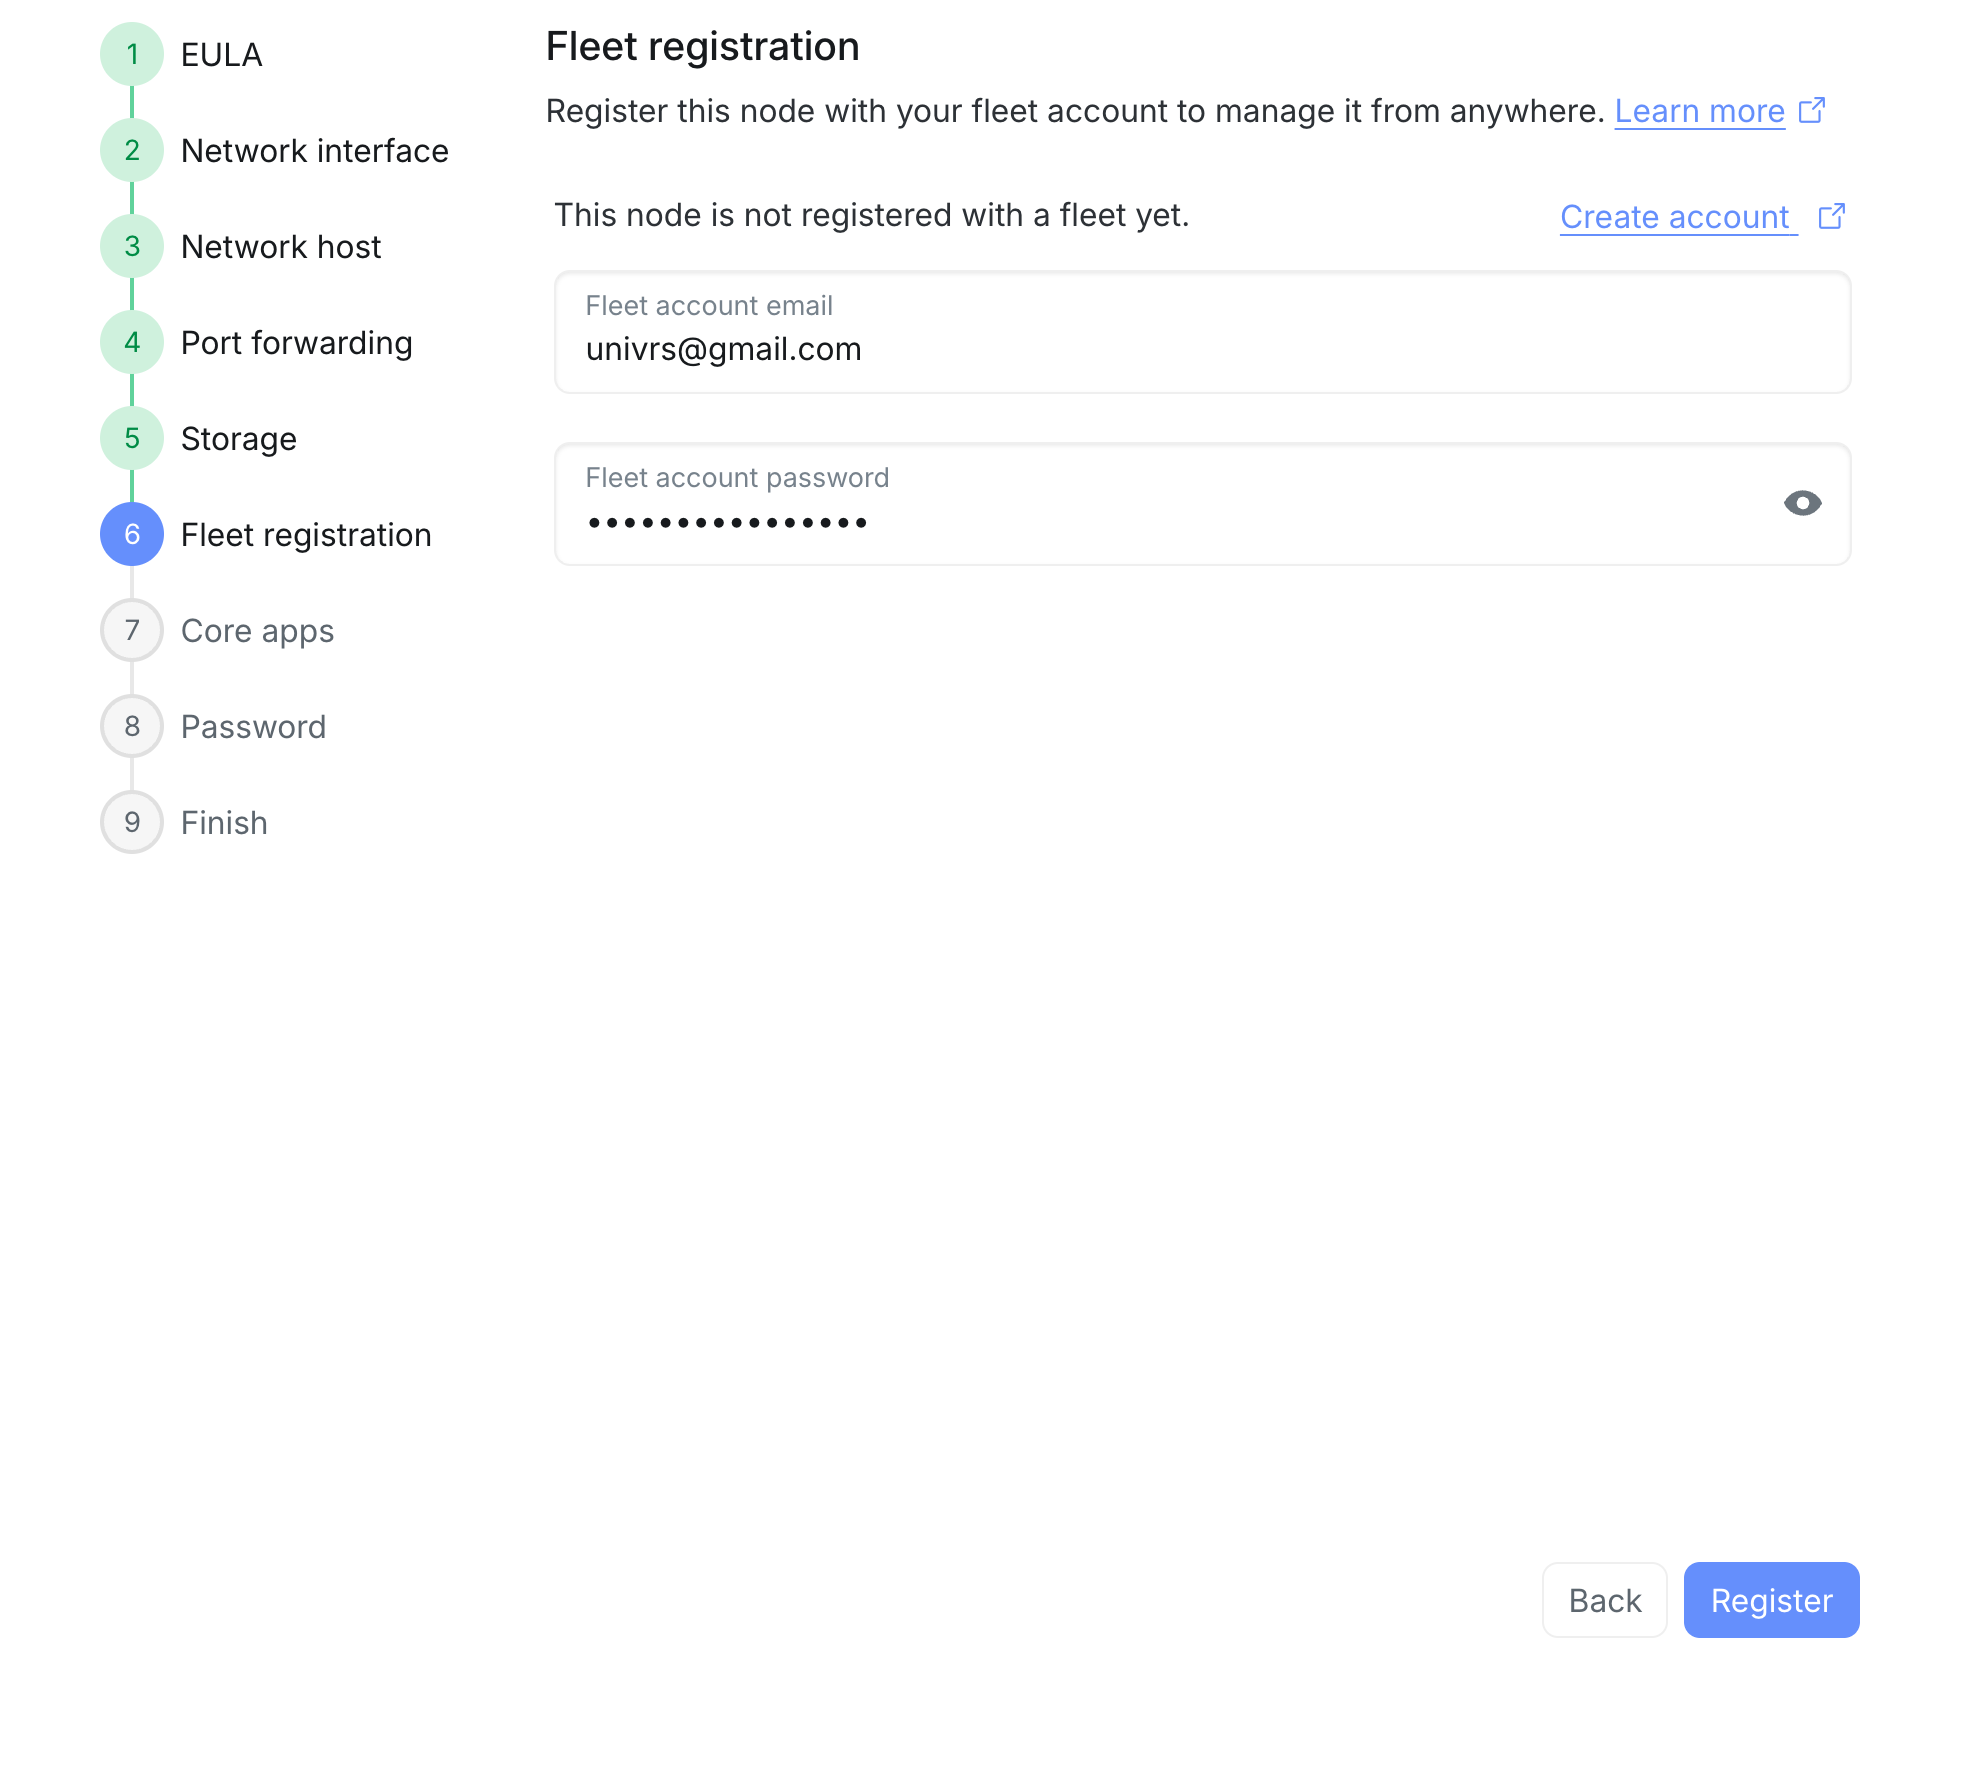 1 EULA
2 Network interface
3 Network host
4 Port forwarding
5 Storage
6 Fleet registration
7 Core apps
8 Password
9 Finish
Fleet registration
Register this node with your fleet account to manage it from anywhere. Learn more
This node is not registered with a fleet yet.
Create account
Fleet account email
univrs@gmail.com
Fleet account password
••••••••••••••••
Back
Register